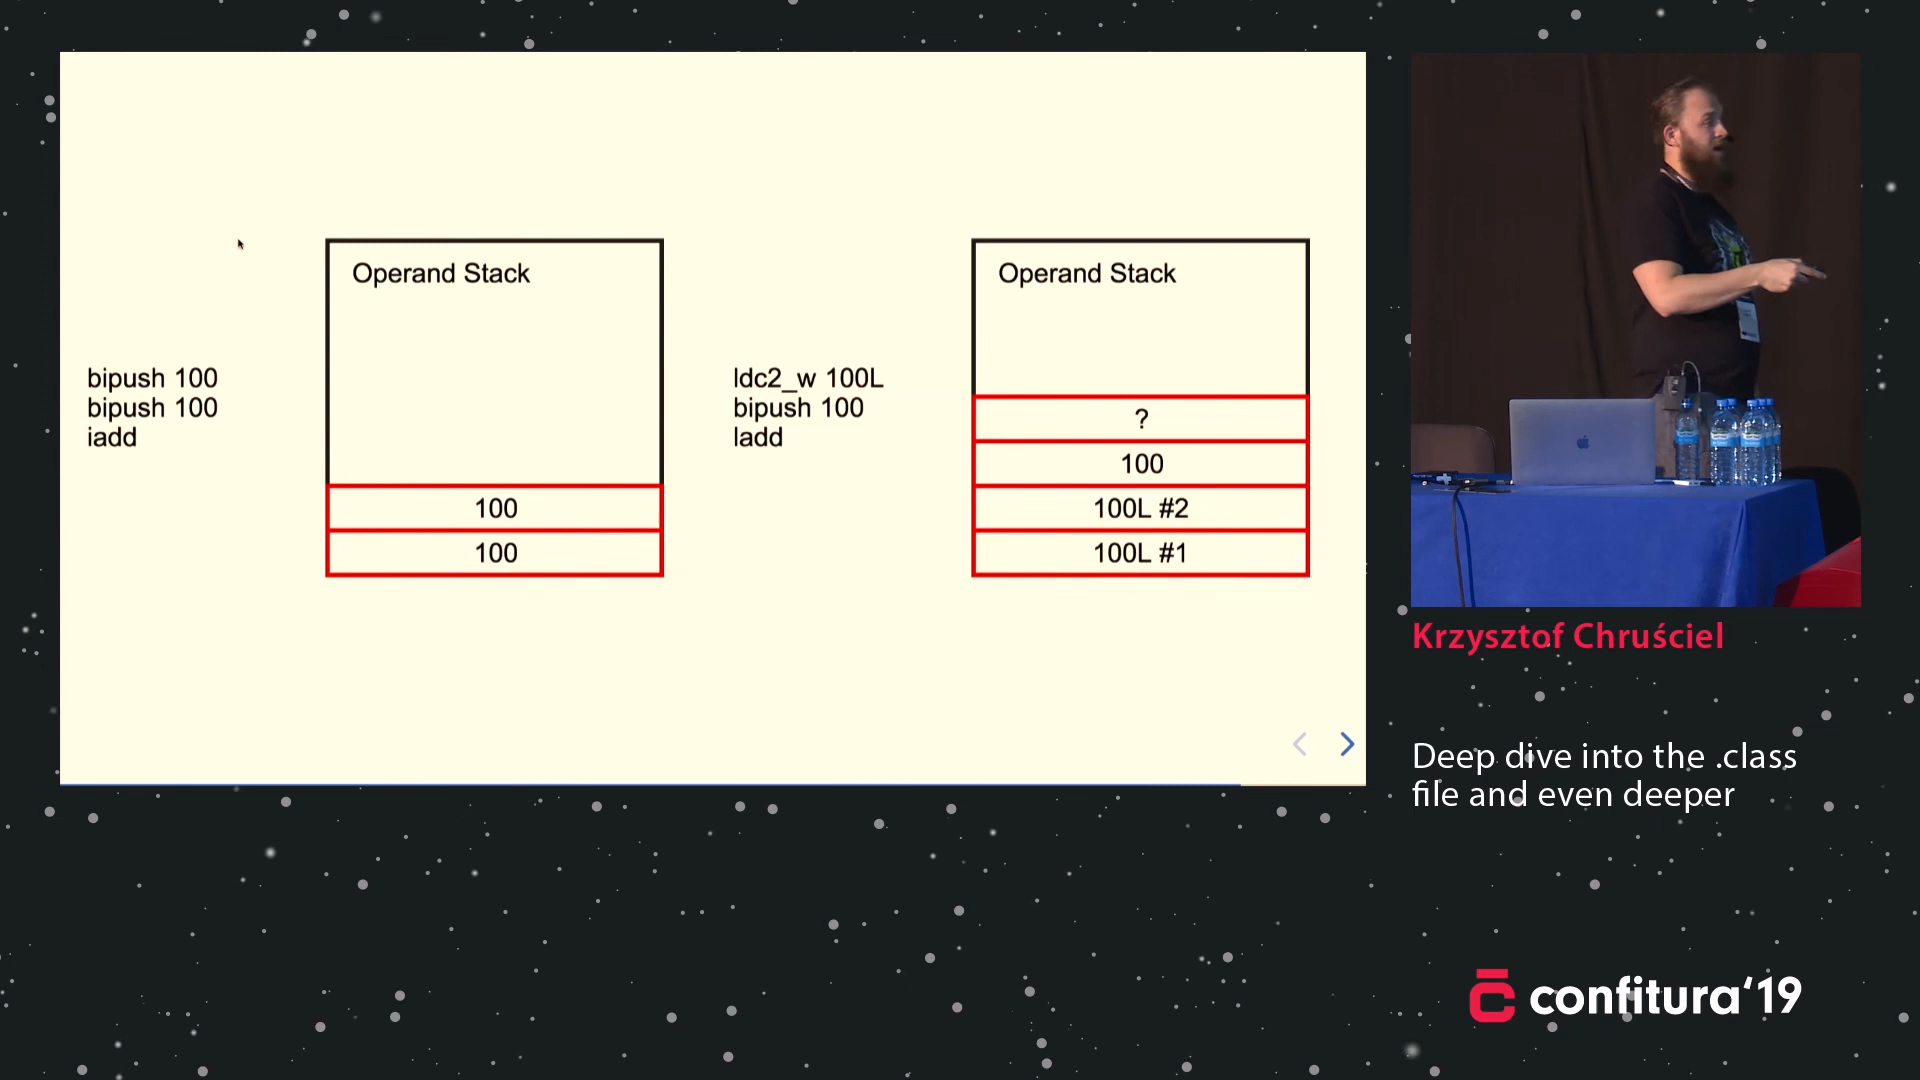 Operand Stack
bipush 100
bipush 100
iadd
100
100
Operand Stack
ldc2_w 100L
bipush 100
ladd
?
100
100L #2
100L #1
Krzysztof Chruściel
Deep dive into the .class
file and even deeper
confitura‘19